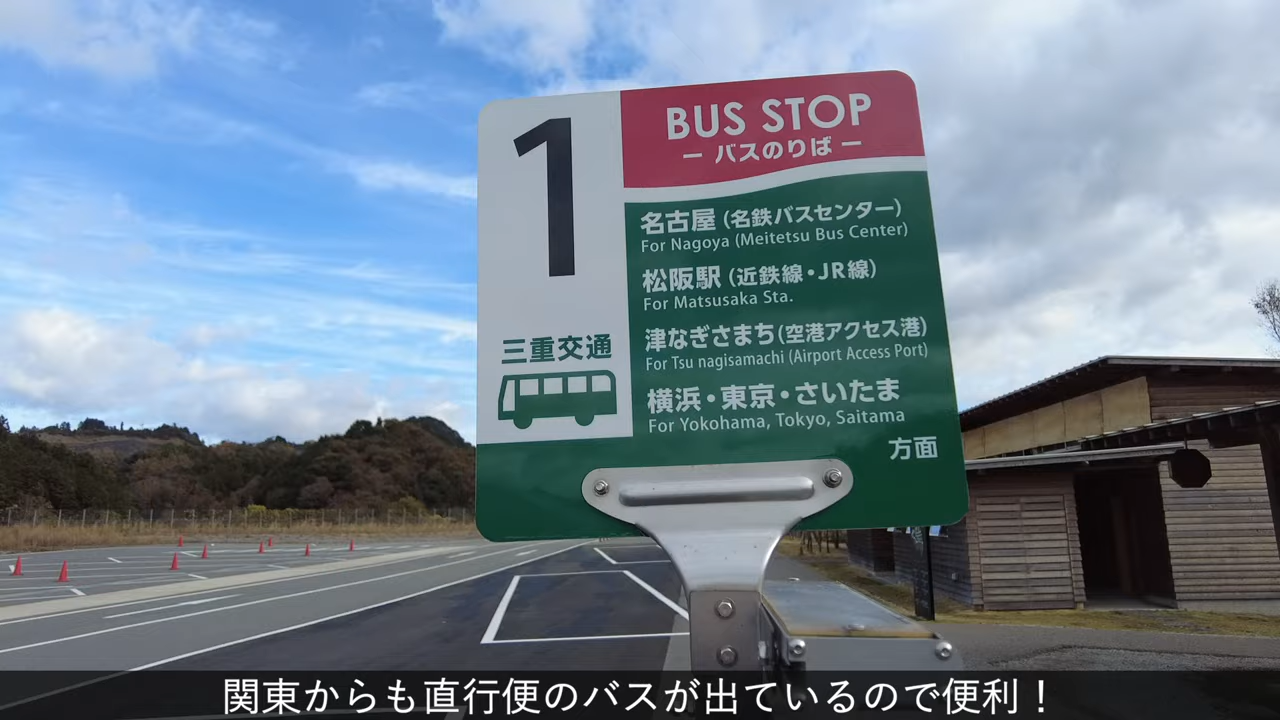 1
三重交通
BUS STOP
ー バスのりば ー
名古屋 (名鉄バスセンター)
For Nagoya (Meitetsu Bus Center)
松阪駅 (近鉄線・JR線)
For Matsusaka Sta.
津なぎさまち(空港アクセス港)
For Tsu nagisamachi (Airport Access Port)
横浜・東京・さいたま
For Yokohama, Tokyo, Saitama
方面
関東からも直行便のバスが出ているので便利！